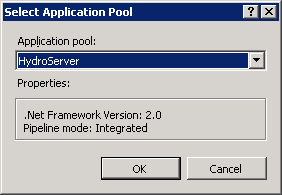 Select Application Pool
Application pool:
HydroServer
Properties:
.Net Framework Version: 2.0
Pipeline mode: Integrated
OK
Cancel